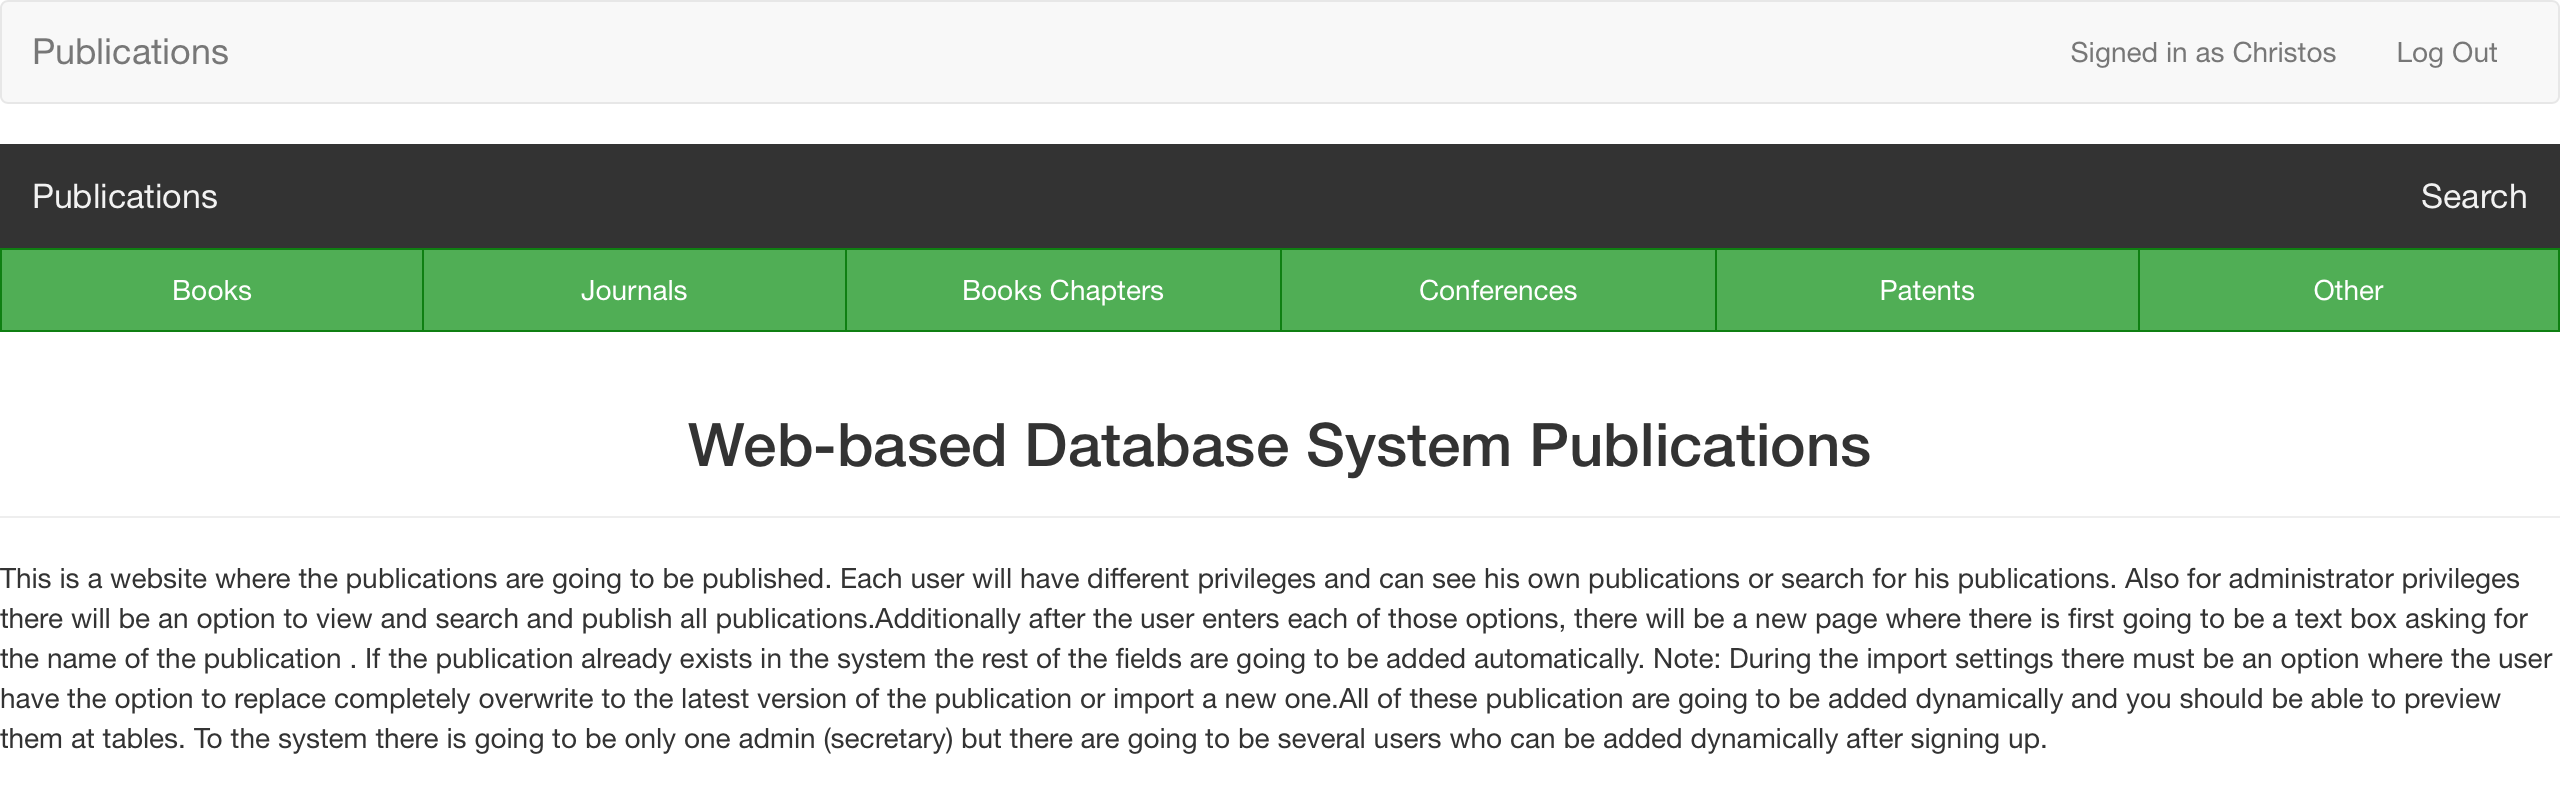 Publications Signed in as Christos Log Out
Publications Search
Books Journals Books Chapters Conferences Patents Other
Web-based Database System Publications
This is a website where the publications are going to be published. Each user will have different privileges and can see his own publications or search for his publications. Also for administrator privileges
there will be an option to view and search and publish all publications.Additionally after the user enters each of those options, there will be a new page where there is first going to be a text box asking for
the name of the publication . If the publication already exists in the system the rest of the fields are going to be added automatically. Note: During the import settings there must be an option where the user
have the option to replace completely overwrite to the latest version of the publication or import a new one.All of these publication are going to be added dynamically and you should be able to preview
them at tables. To the system there is going to be only one admin (secretary) but there are going to be several users who can be added dynamically after signing up.